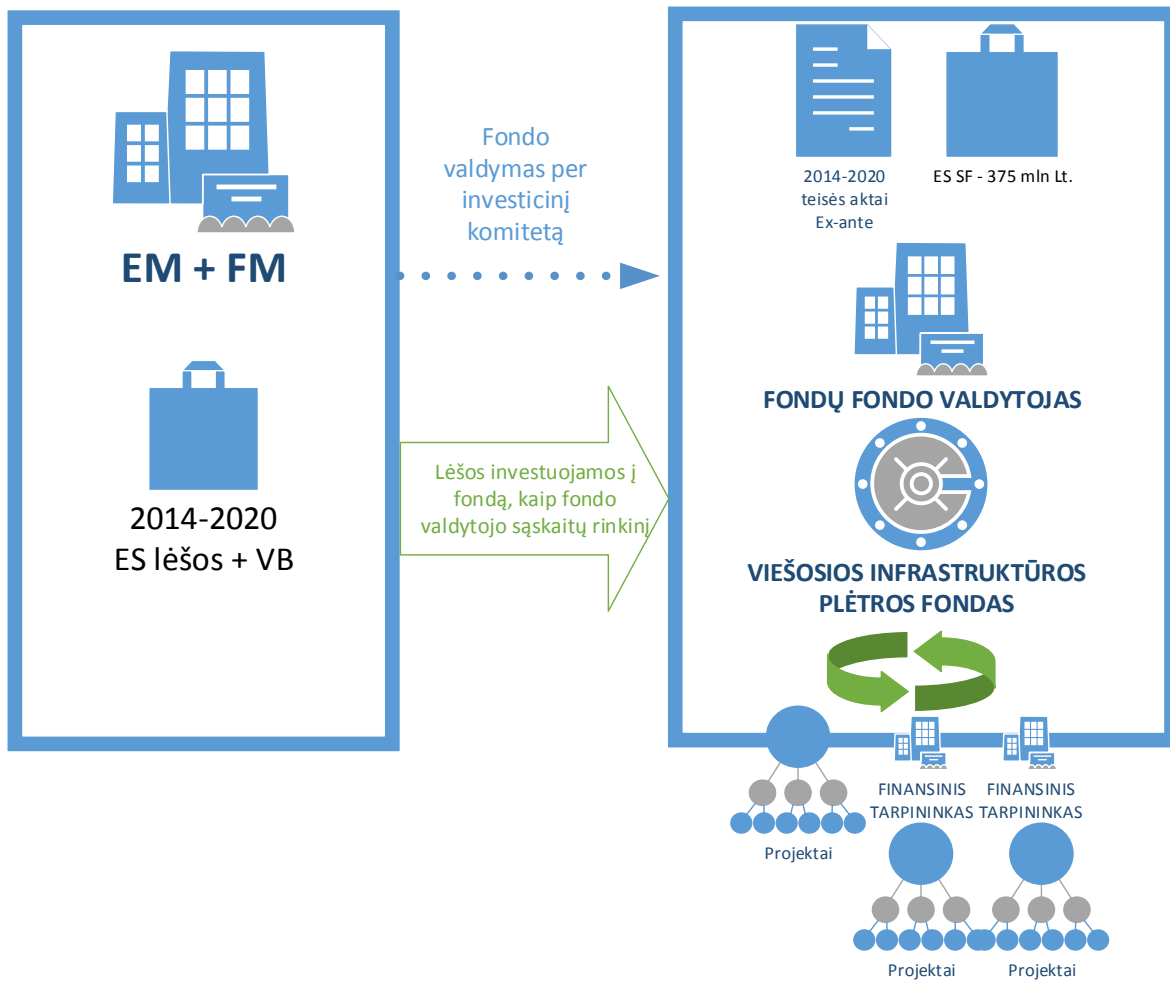 EM + FM
2014-2020
ES lėšos + VB
Fondo
valdymas per
investicinį
komitetą
Lėšos investuojamos į
fondą, kaip fondo
valdytojo sąskaitų rinkinį
2014-2020
teisės aktai
Ex-ante
ES SF - 375 mln Lt.
FONDŲ FONDO VALDYTOJAS
VIEŠOSIOS INFRASTRUKTŪROS
PLĖTROS FONDAS
Projektai
FINANSINIS
TARPININKAS
Projektai
FINANSINIS
TARPININKAS
Projektai